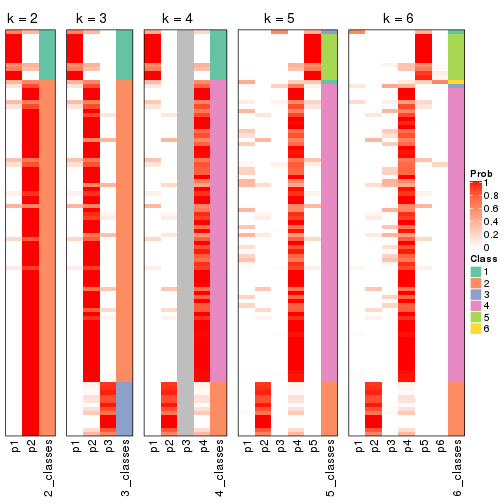 k = 2
k = 3
k = 4
k = 5
k = 6
p1
p2
2_classes
p1
p2
p3
3_classes
p1
p2
p3
p4
4_classes
p1
p2
p3
p4
p5
5_classes
p1
p2
p3
p4
p5
p6
6_classes
Prob
1
0.8
0.6
0.4
0.2
0
Class
1
2
3
4
5
6